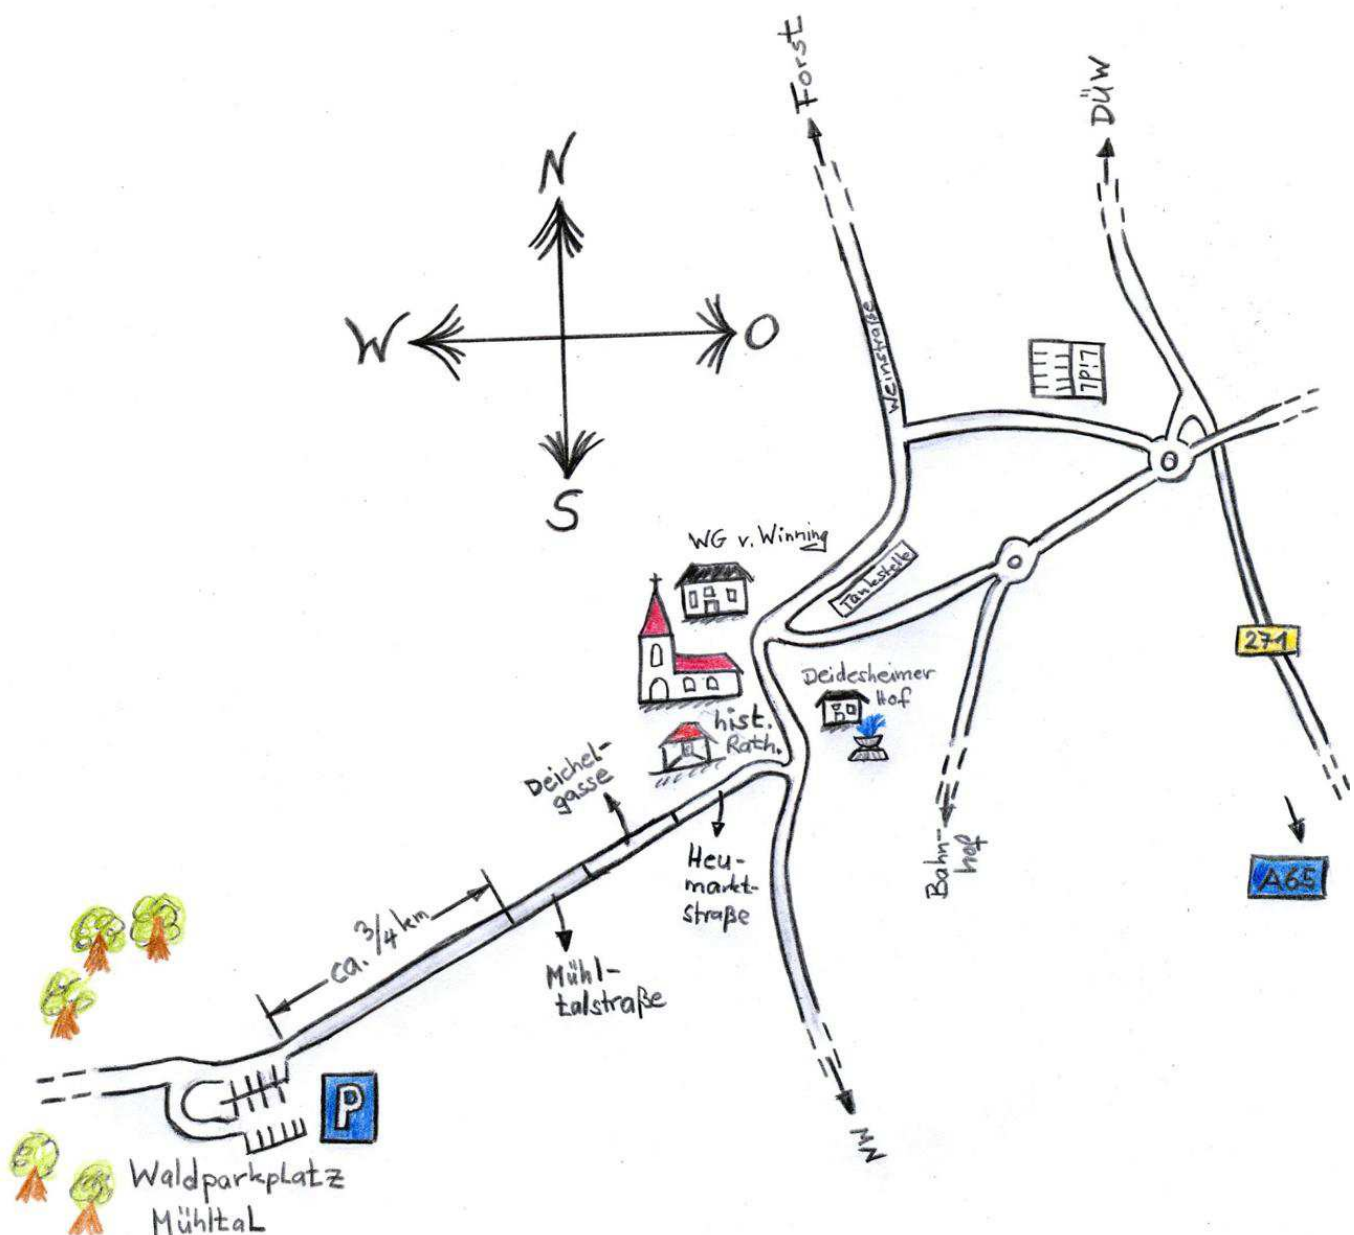 Forst
DÜW
N
W
O
S
Weinstraße
Lidl
WG v. Winning
Tankstelle
271
Deidesheimer
Hof
hist.
Rath.
Deichel-
gasse
Heu-
markt-
straße
Bahn-
hof
A65
ca. 3/4 km
Mühl-
talstraße
P
NW
Waldparkplatz
Mühltal